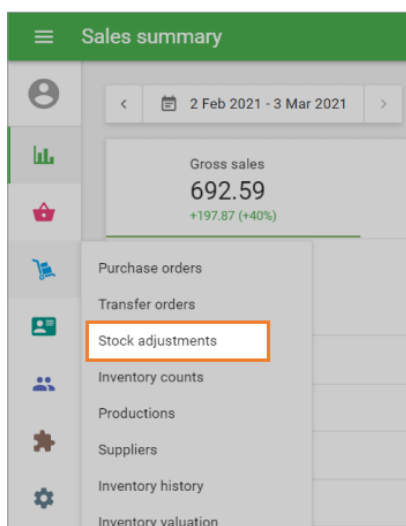 Sales summary
2 Feb 2021 - 3 Mar 2021
Gross sales
692.59
+197.87 (+40%)
Purchase orders
Transfer orders
Stock adjustments
Inventory counts
Productions
Suppliers
Inventory history
Inventory valuation